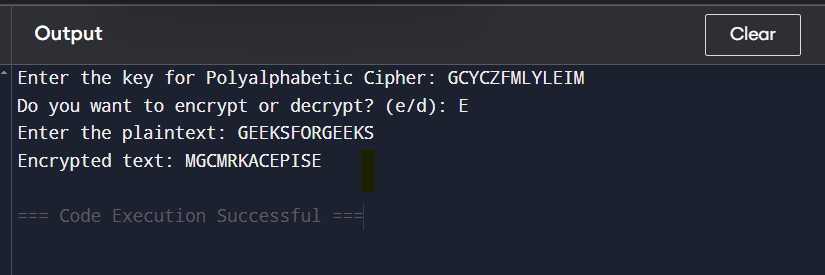 Output
Clear
Enter the key for Polyalphabetic Cipher: GCYCZFMLYLEIM
Do you want to encrypt or decrypt? (e/d): E
Enter the plaintext: GEEKSFORGEEKS
Encrypted text: MGCMRKACEPISE
=== Code Execution Successful ===